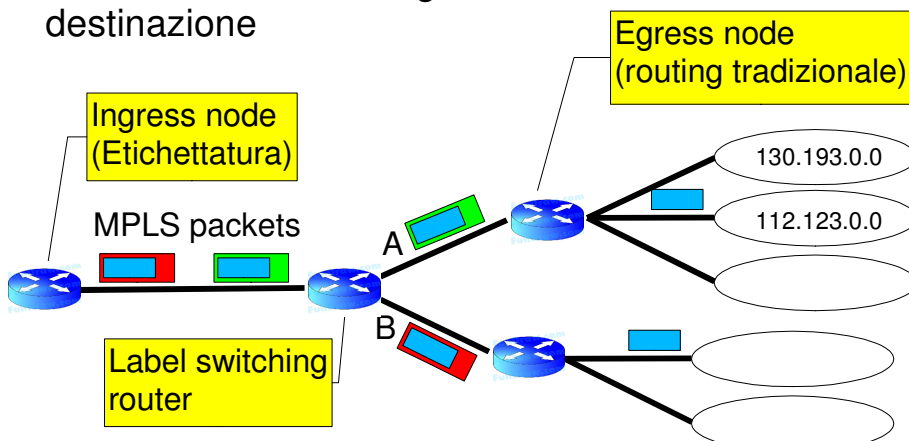 destinazione
Egress node
(routing tradizionale)
Ingress node
(Etichettatura)
130.193.0.0
MPLS packets
A
112.123.0.0
B
Label switching
router